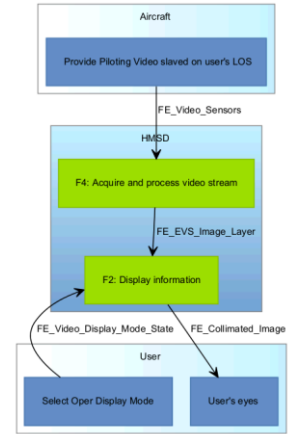 Aircraft
Provide Piloting Video slaved on user's LOS
FE_Video_Sensors
HMSD
F4: Acquire and process video stream
FE_EVS_Image_Layer
F2: Display information
FE_Video_Display_Mode_State
FE_Collimated_Image
User
Select Oper Display Mode
User's eyes